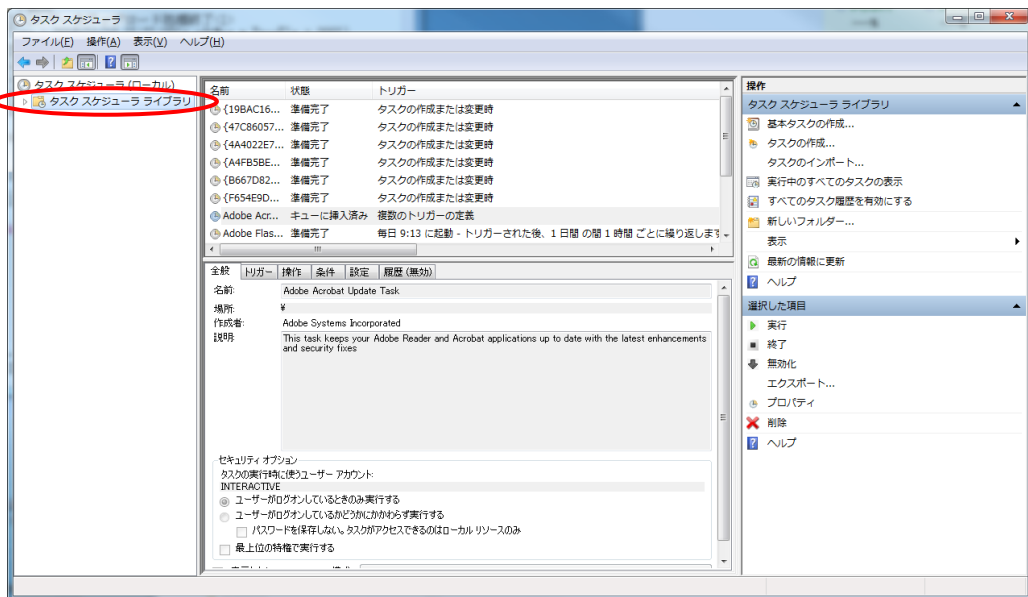 タスク スケジューラ
ファイル(F) 操作(A) 表示(V) ヘルプ(H)
タスク スケジューラ (ローカル)
タスク スケジューラ ライブラリ
名前 状態 トリガー
{19BAC16... 準備完了 タスクの作成または変更時
{47C86057... 準備完了 タスクの作成または変更時
{4A4022E7... 準備完了 タスクの作成または変更時
{A4FB5BE... 準備完了 タスクの作成または変更時
{B667D82... 準備完了 タスクの作成または変更時
{F654E9D... 準備完了 タスクの作成または変更時
Adobe Acr... キューに挿入済み 複数のトリガーの定義
Adobe Flas... 準備完了 毎日 9:13 に起動 - トリガーされた後、1 日間 の間 1 時間 ごとに繰り返します
全般 トリガー 操作 条件 設定 履歴 (無効)
名前: Adobe Acrobat Update Task
場所: ¥
作成者: Adobe Systems Incorporated
説明: This task keeps your Adobe Reader and Acrobat applications up to date with the latest enhancements
and security fixes
セキュリティ オプション
タスクの実行時に使うユーザー アカウント:
INTERACTIVE
ユーザーがログオンしているときのみ実行する
ユーザーがログオンしているかどうかにかかわらず実行する
パスワードを保存しない。タスクがアクセスできるのはローカル リソースのみ
最上位の特権で実行する
操作
タスク スケジューラ ライブラリ
基本タスクの作成...
タスクの作成...
タスクのインポート...
実行中のすべてのタスクの表示
すべてのタスク履歴を有効にする
新しいフォルダー...
表示
最新の情報に更新
ヘルプ
選択した項目
実行
終了
無効化
エクスポート...
プロパティ
削除
ヘルプ